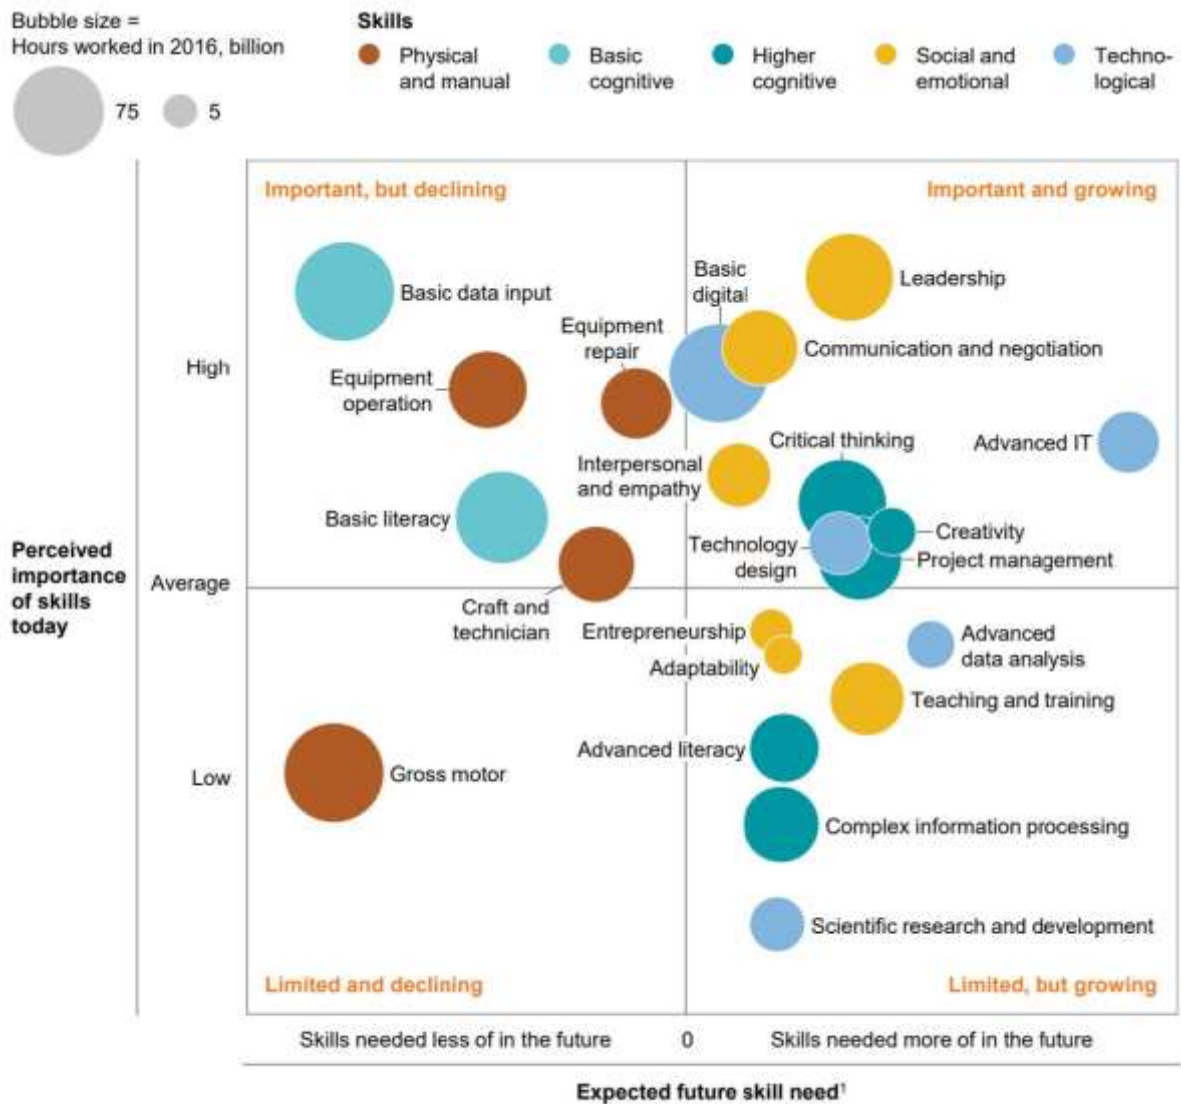 Bubble size =
Hours worked in 2016, billion
75
5
Skills
Physical
and manual
Basic
cognitive
Higher
cognitive
Social and
emotional
Techno-
logical
Important, but declining
Important and growing
Basic data input
Equipment
operation
Equipment
repair
Basic literacy
Craft and
technician
Basic
digital
Leadership
Communication and negotiation
Advanced IT
Critical thinking
Interpersonal
and empathy
Creativity
Technology
design
Project management
High
Average
Low
Perceived
importance
of skills
today
Gross motor
Entrepreneurship
Adaptability
Advanced
data analysis
Teaching and training
Advanced literacy
Complex information processing
Scientific research and development
Limited and declining
Limited, but growing
Skills needed less of in the future
0
Skills needed more of in the future
Expected future skill need¹